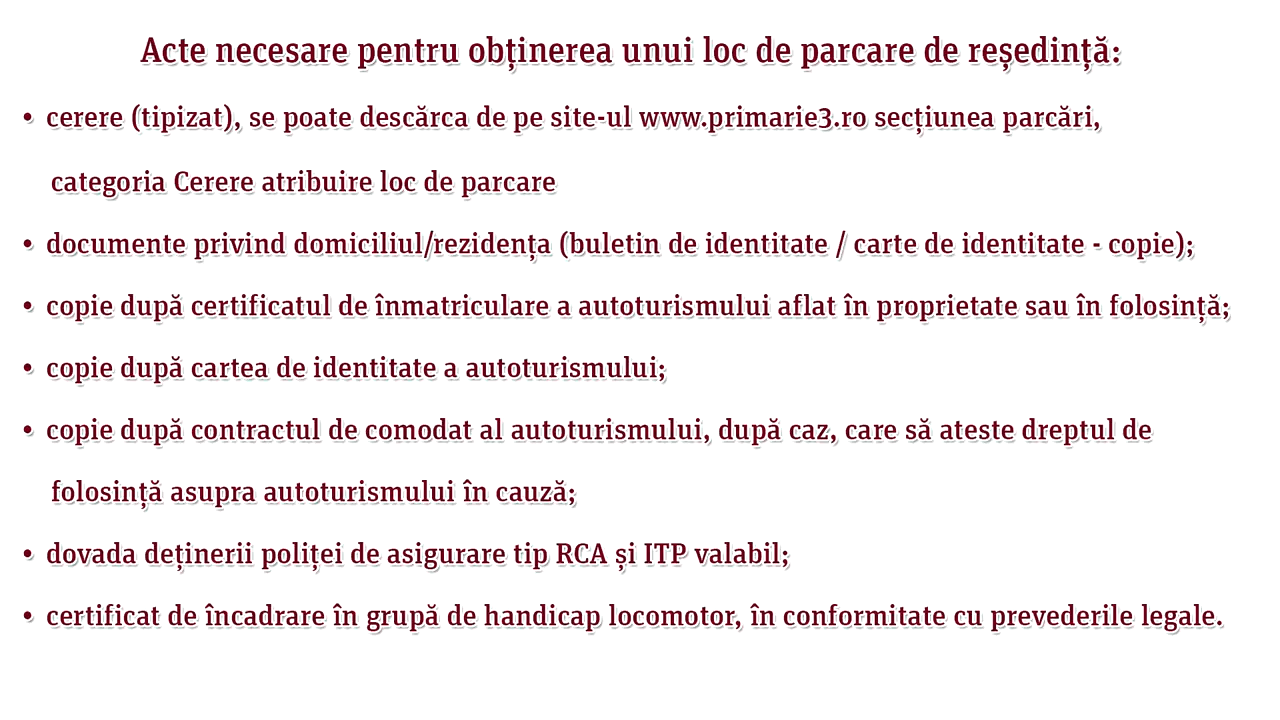 Acte necesare pentru obținerea unui loc de parcare de reședință:
• cerere (tipizat), se poate descărca de pe site-ul www.primarie3.ro secțiunea parcări,
categoria Cerere atribuire loc de parcare
• documente privind domiciliul/rezidența (buletin de identitate / carte de identitate - copie);
• copie după certificatul de înmatriculare a autoturismului aflat în proprietate sau în folosință;
• copie după cartea de identitate a autoturismului;
• copie după contractul de comodat al autoturismului, după caz, care să ateste dreptul de
folosință asupra autoturismului în cauză;
• dovada deținerii poliței de asigurare tip RCA și ITP valabil;
• certificat de încadrare în grupă de handicap locomotor, în conformitate cu prevederile legale.